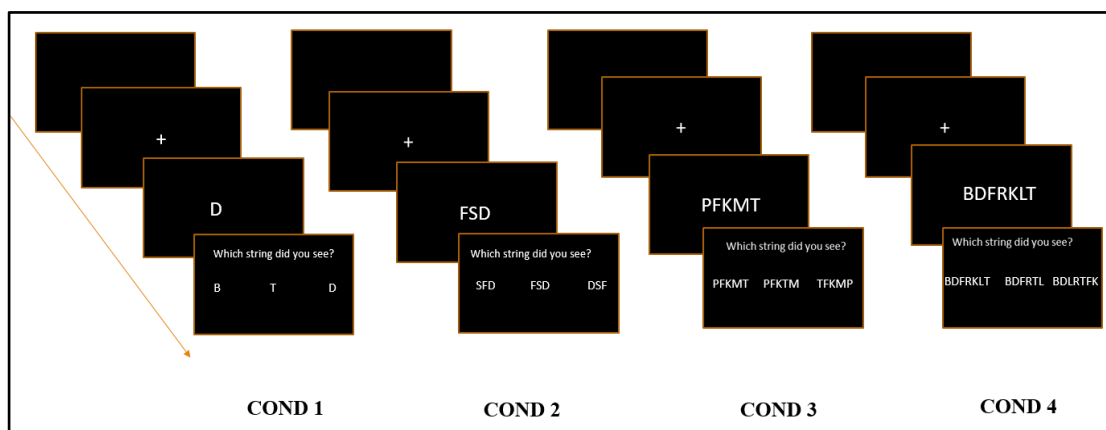 +
D
Which string did you see?
B T D
COND 1
+
FSD
Which string did you see?
SFD FSD DSF
COND 2
+
PFKMT
Which string did you see?
PFKMT PFKTM TFKMP
COND 3
+
BDFRKLT
Which string did you see?
BDFRKLT BDFRTL BDLRTFK
COND 4